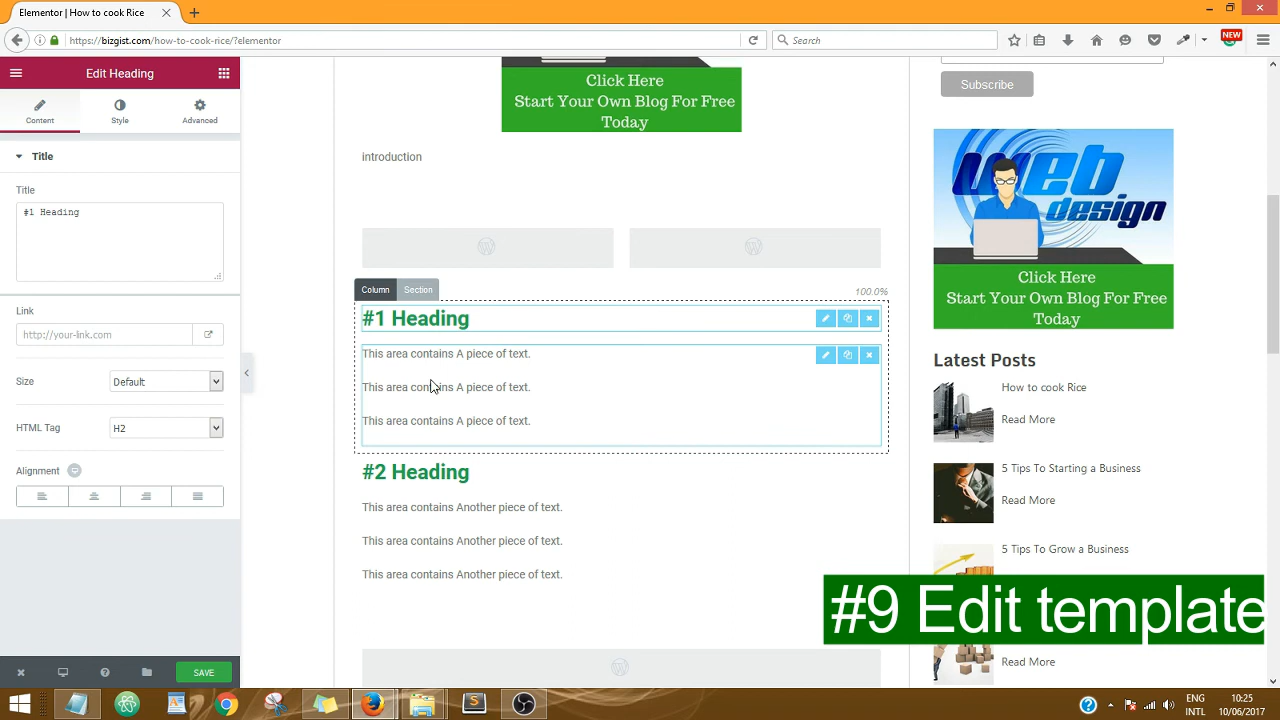 Elementor | How to cook Rice
https://bizgist.com/how-to-cook-rice/?elementor
Search
NEW
Edit Heading
Content
Style
Advanced
Title
Title
#1 Heading
Link
http://your-link.com
Size
Default
HTML Tag
H2
Alignment
SAVE
Click Here
Start Your Own Blog For Free
Today
introduction
Column
Section
100.0%
#1 Heading
This area contains A piece of text.
This area contains A piece of text.
This area contains A piece of text.
#2 Heading
This area contains Another piece of text.
This area contains Another piece of text.
This area contains Another piece of text.
Subscribe
web
design
Click Here
Start Your Own Blog For Free
Today
Latest Posts
How to cook Rice
Read More
5 Tips To Starting a Business
Read More
5 Tips To Grow a Business
#9 Edit template
Read More
ENG
INTL
10:25
10/06/2017